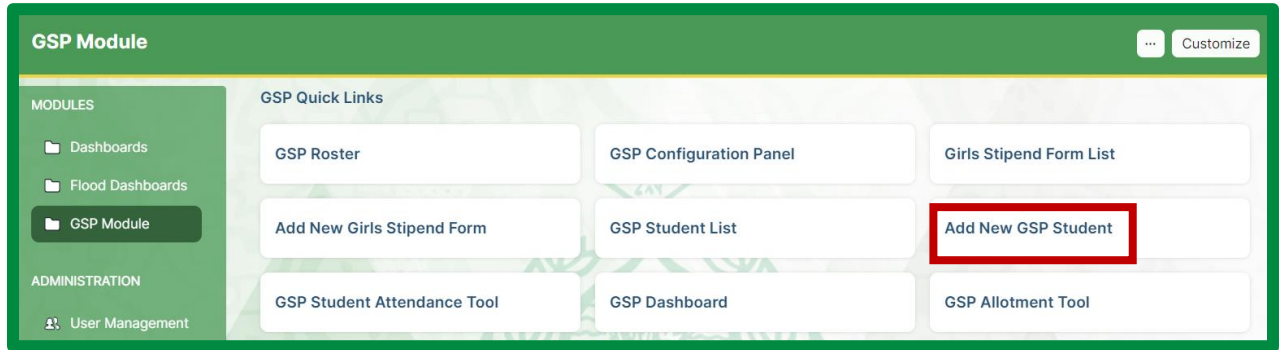 GSP Module
... Customize
MODULES
Dashboards
Flood Dashboards
GSP Module
ADMINISTRATION
User Management
GSP Quick Links
GSP Roster
GSP Configuration Panel
Girls Stipend Form List
Add New Girls Stipend Form
GSP Student List
Add New GSP Student
GSP Student Attendance Tool
GSP Dashboard
GSP Allotment Tool